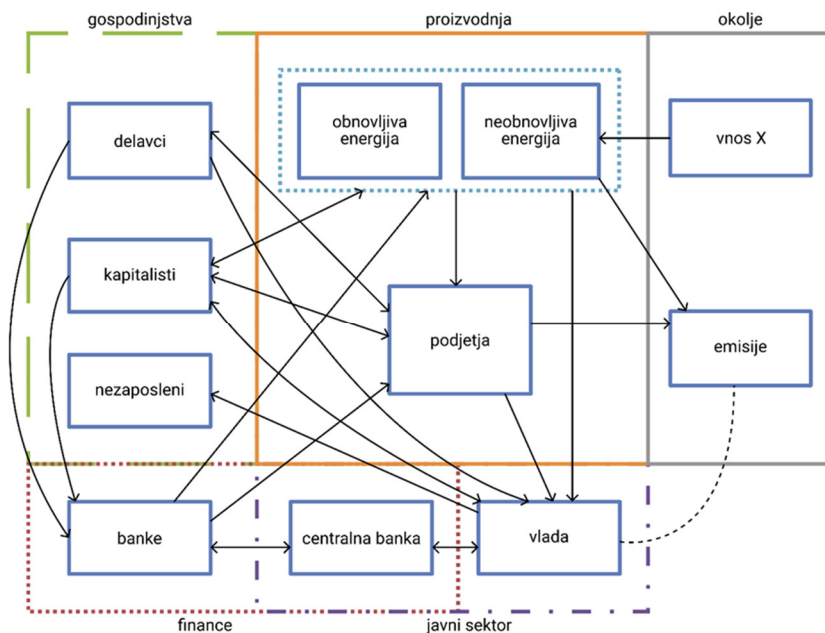 gospodinjstva
proizvodnja
okolje
delavci
obnovljiva
energija
neobnovljiva
energija
vnos X
kapitalisti
podjetja
emisije
nezaposleni
banke
centralna banka
vlada
finance
javni sektor